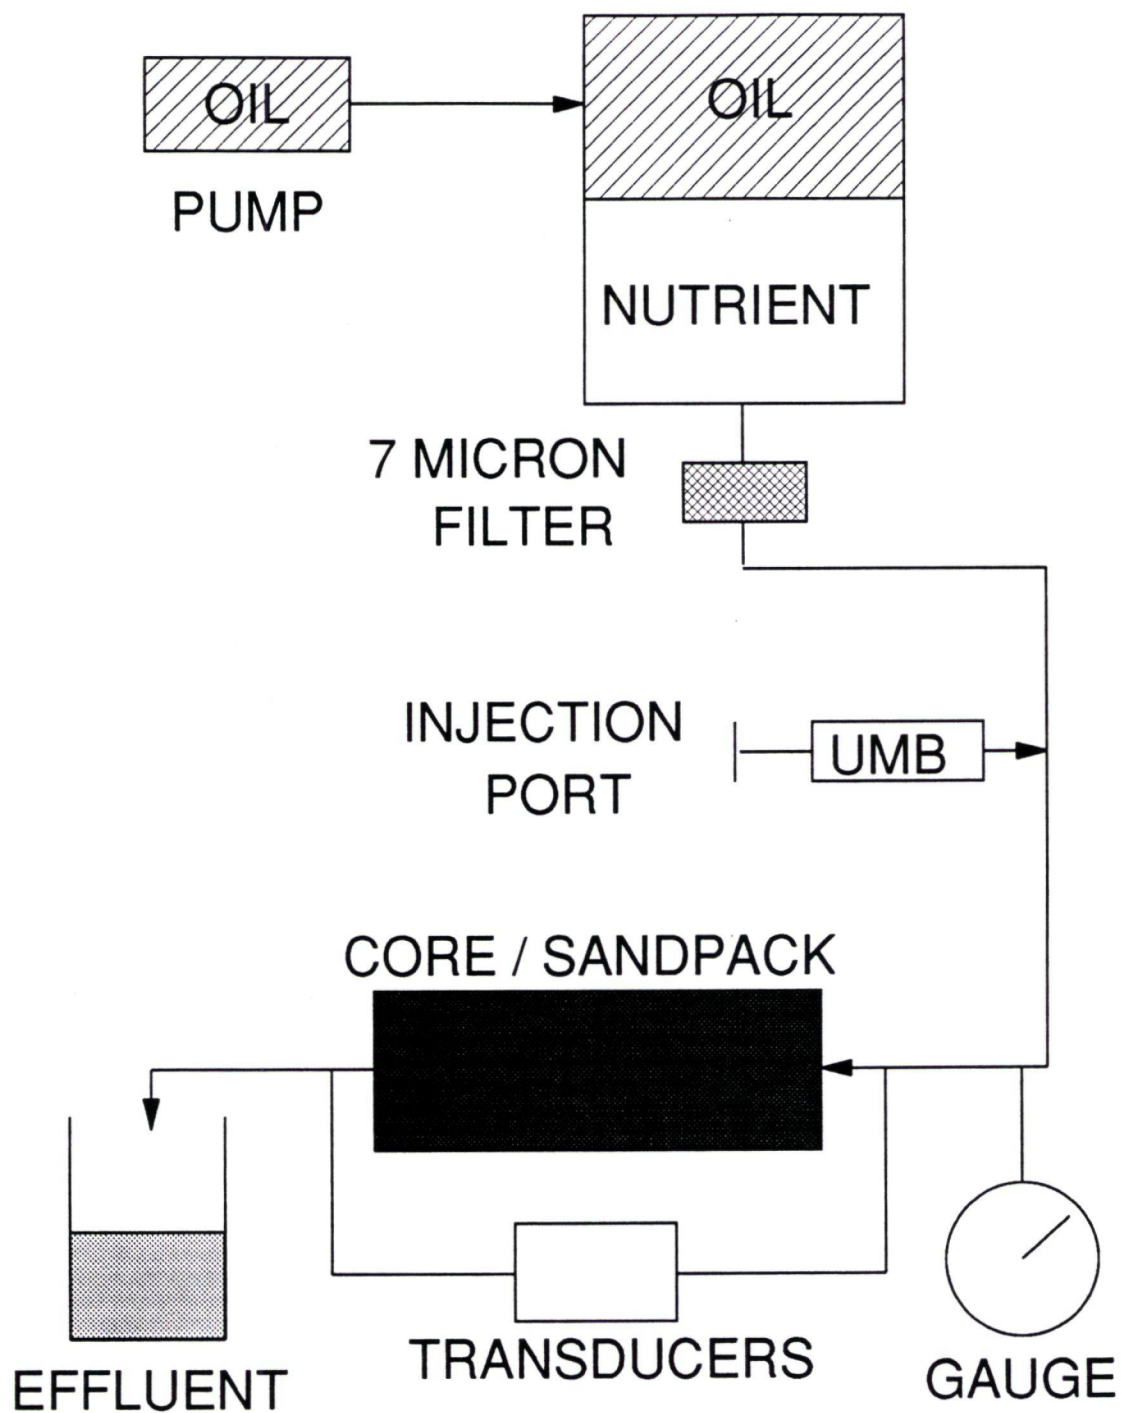 OIL
OIL
PUMP
NUTRIENT
7 MICRON
FILTER
INJECTION
PORT
UMB
CORE / SANDPACK
TRANSDUCERS
EFFLUENT
GAUGE